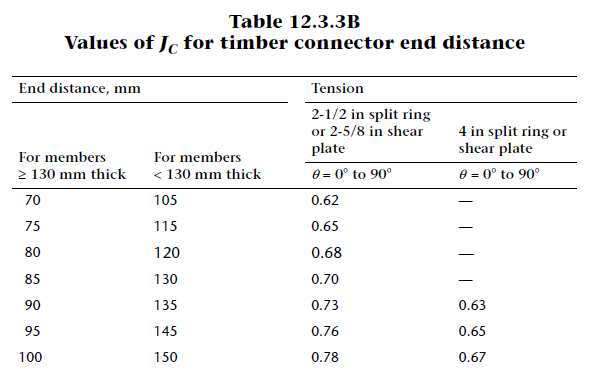 Table 12.3.3B
Values of J_C for timber connector end distance
End distance, mm Tension
For members ≥ 130 mm thick For members < 130 mm thick 2-1/2 in split ring or 2-5/8 in shear plate 4 in split ring or shear plate
θ = 0° to 90° θ = 0° to 90°
70 105 0.62 —
75 115 0.65 —
80 120 0.68 —
85 130 0.70 —
90 135 0.73 0.63
95 145 0.76 0.65
100 150 0.78 0.67